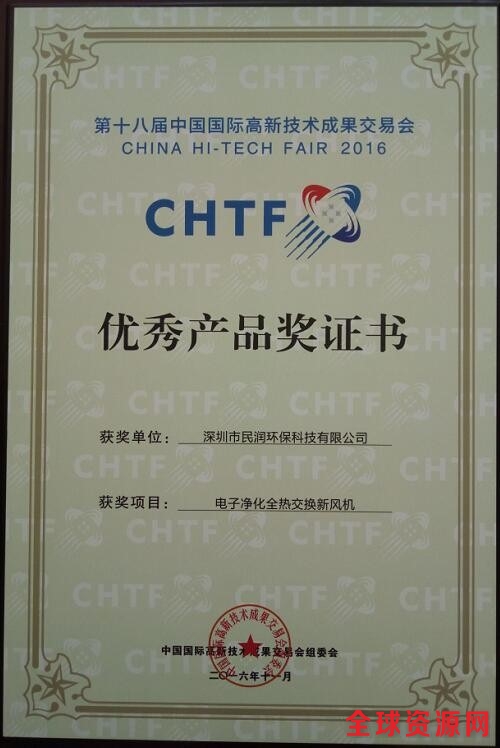 第十八届中国国际高新技术成果交易会
CHINA HI-TECH FAIR 2016
CHTF
优秀产品奖证书
获奖单位：深圳市民润环保科技有限公司
获奖项目：电子净化全热交换新风机
中国国际高新技术成果交易会组委会
二〇一六年十一月
全球资源网